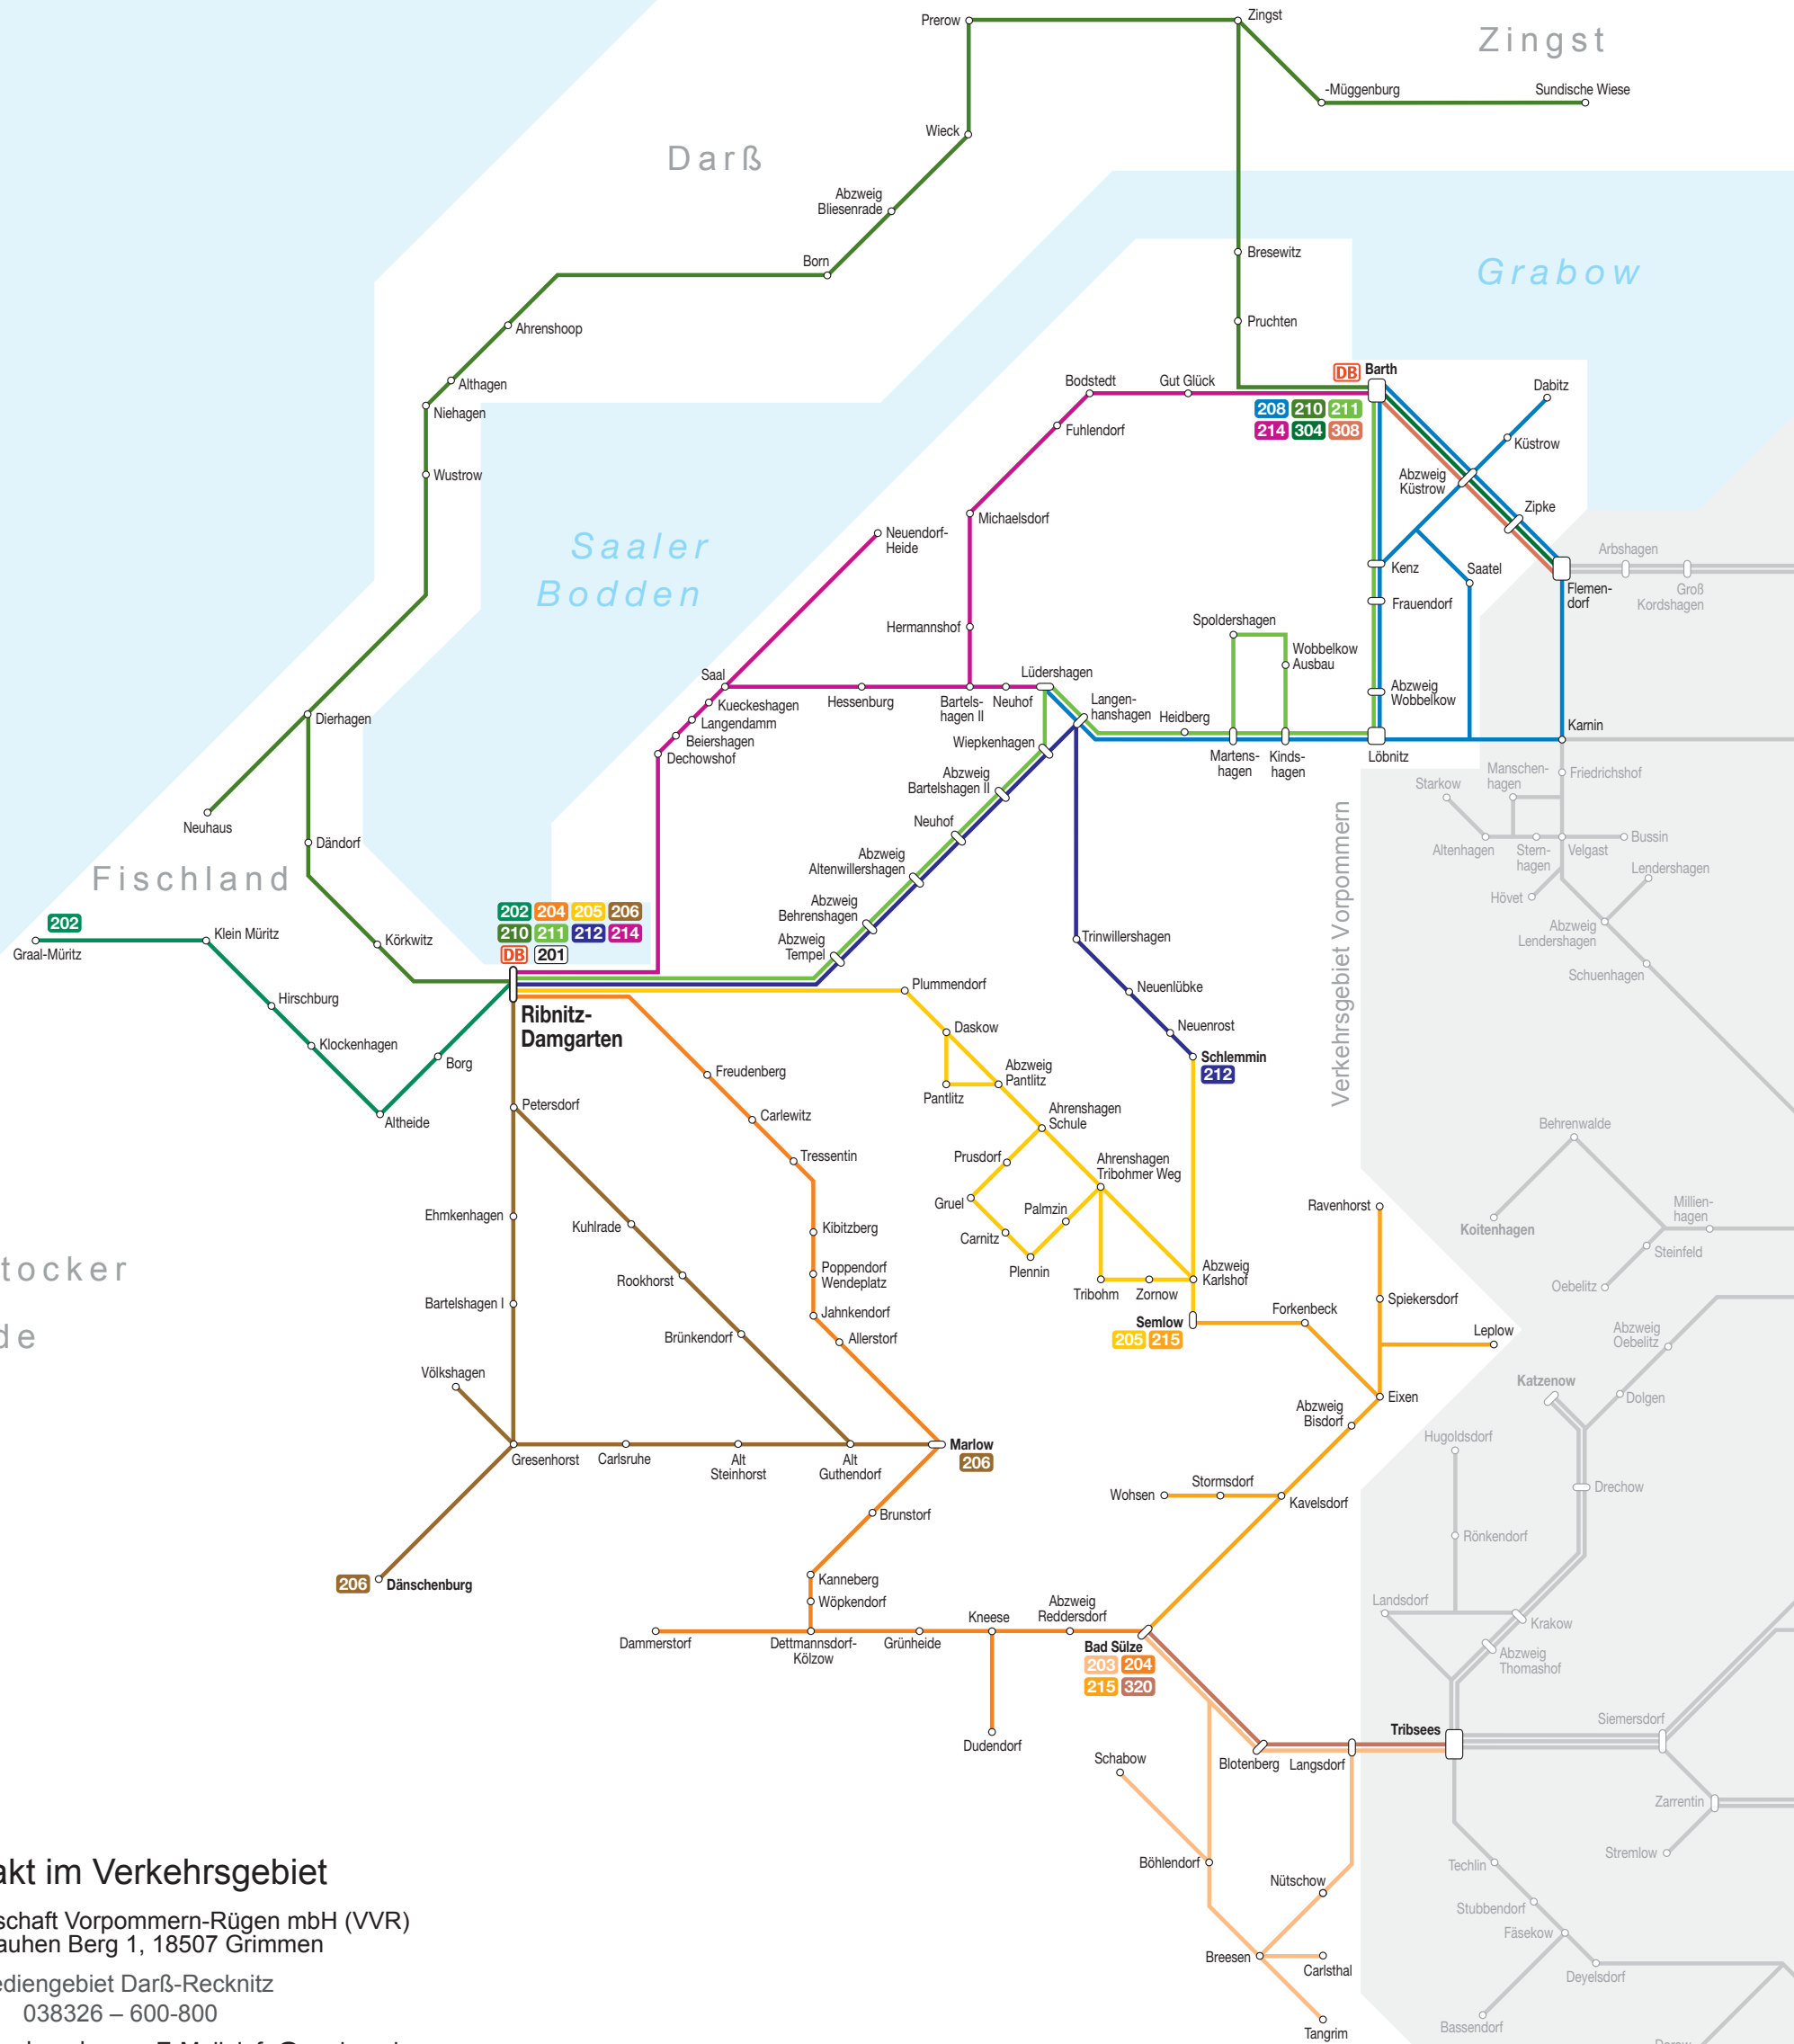 Prerow
Zingst
Zingst
-Müggenburg
Sundische Wiese
Wieck
Darß
Abzweig
Bliesenrade
Born
Bresewitz
Grabow
Pruchten
Ahrenshoop
Althagen
Niehagen
Wustrow
DB Barth
208 210 211
214 304 308
Bodstedt
Gut Glück
Dabitz
Fuhlendorf
Küstrow
Abzweig
Küstrow
Zipke
Michaelsdorf
Neuendorf-
Heide
Saaler
Bodden
Arbshagen
Kenz
Saatel
Flemen-
dorf
Groß
Kordshagen
Frauendorf
Hermannshof
Spoldershagen
Wobbelkow
Ausbau
Saal
Lüdershagen
Abzweig
Wobbelkow
Kueckeshagen
Hessenburg
Bartels-
hagen II
Neuhof
Langen-
hanshagen
Heidberg
Langendamm
Beiershagen
Dechowshof
Dierhagen
Wiepkenhagen
Karnin
Martens-
hagen
Kinds-
hagen
Löbnitz
Abzweig
Bartelshagen II
Manschen-
hagen
Friedrichshof
Starkow
Neuhaus
Neuhof
Dändorf
Altenhagen
Stern-
hagen
Velgast
Bussin
Abzweig
Altenwillershagen
Lendershagen
Fischland
Hövet
Abzweig
Behrenshagen
Verkehrsgebiet Vorpommern
202
Graal-Müritz
Klein Müritz
Körkwitz
202 204 205 206
210 211 212 214
DB 201
Abzweig
Tempel
Trinwillershagen
Abzweig
Lendershagen
Schuenhagen
Hirschburg
Ribnitz-
Damgarten
Plummendorf
Neuenlübke
Klockenhagen
Daskow
Neuenrost
Borg
Schlemmin
212
Freudenberg
Abzweig
Pantlitz
Pantlitz
Altheide
Petersdorf
Carlewitz
Ahrenshagen
Schule
Behrenwalde
Tressentin
Prusdorf
Ahrenshagen
Tribohmer Weg
Gruel
Palmzin
Ravenhorst
Millien-
hagen
Ehmkenhagen
Kuhlrade
Kibitzberg
Carnitz
Koitenhagen
Steinfeld
tocker
Rookhorst
Poppendorf
Wendeplatz
Plennin
Tribohm
Zornow
Abzweig
Karlshof
Oebelitz
Bartelshagen I
Jahnkendorf
Forkenbeck
Spiekersdorf
de
Brünkendorf
Allerstorf
Semlow
205 215
Leplow
Abzweig
Oebelitz
Völkshagen
Katzenow
Dolgen
Eixen
Abzweig
Bisdorf
Hugoldsdorf
Gresenhorst
Carlsruhe
Alt
Steinhorst
Alt
Guthendorf
Marlow
206
Drechow
Wohsen
Stormsdorf
Kavelsdorf
Brunstorf
Rönkendorf
206 Dänschenburg
Kanneberg
Wöpkendorf
Landsdorf
Krakow
Dammerstorf
Dettmannsdorf-
Kölzow
Grünheide
Kneese
Abzweig
Reddersdorf
Bad Sülze
203 204
215 320
Abzweig
Thomashof
Dudendorf
Tribsees
Siemersdorf
Schabow
Blotenberg
Langsdorf
Zarrentin
Böhlendorf
Stremlow
Techlin
Nütschow
akt im Verkehrsgebiet
Stubbendorf
schaft Vorpommern-Rügen mbH (VVR)
auhen Berg 1, 18507 Grimmen
Fäsekow
Breesen
Carlsthal
Deyelsdorf
ediengebiet Darß-Recknitz
038326 – 600-800
Bassendorf
Tangrim